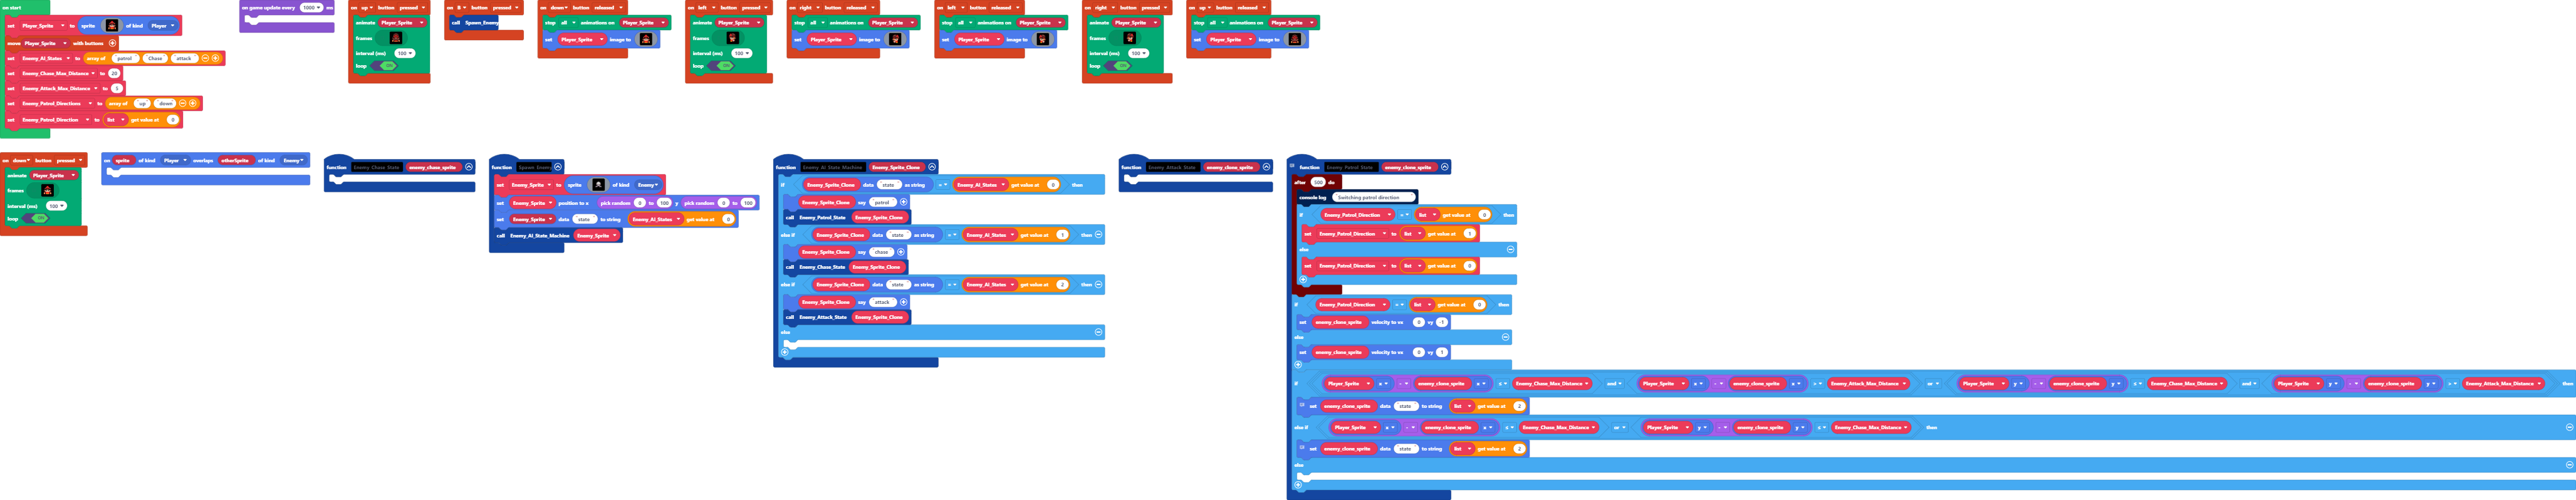 on start
set Player_Sprite to sprite of kind Player
move Player_Sprite with buttons
set Enemy_AI_States to array of patrol Chase attack
set Enemy_Chase_Max_Distance to 20
set Enemy_Attack_Max_Distance to 5
set Enemy_Patrol_Directions to array of up down
set Enemy_Patrol_Direction to list get value at 0
on game update every 1000 ms
on up button pressed
animate Player_Sprite
frames
interval (ms) 100
loop ON
on B button pressed
call Spawn_Enemy
on down button released
stop all animations on Player_Sprite
set Player_Sprite image to
on left button pressed
animate Player_Sprite
frames
interval (ms) 100
loop ON
on right button released
stop all animations on Player_Sprite
set Player_Sprite image to
on left button released
stop all animations on Player_Sprite
set Player_Sprite image to
on right button pressed
animate Player_Sprite
frames
interval (ms) 100
loop ON
on up button released
stop all animations on Player_Sprite
set Player_Sprite image to
on down button pressed
animate Player_Sprite
frames
interval (ms) 100
loop ON
on sprite of kind Player overlaps otherSprite of kind Enemy
function Enemy_Chase_State enemy_clone_sprite
function Spawn_Enemy
set Enemy_Sprite to sprite of kind Enemy
set Enemy_Sprite position to x pick random 0 to 100 y pick random 0 to 100
set Enemy_Sprite data state to string Enemy_AI_States get value at 0
call Enemy_AI_State_Machine Enemy_Sprite
function Enemy_AI_State_Machine Enemy_Sprite_Clone
if Enemy_Sprite_Clone data state as string = Enemy_AI_States get value at 0 then
Enemy_Sprite_Clone say patrol
call Enemy_Patrol_State Enemy_Sprite_Clone
else if Enemy_Sprite_Clone data state as string = Enemy_AI_States get value at 1 then
Enemy_Sprite_Clone say chase
call Enemy_Chase_State Enemy_Sprite_Clone
else if Enemy_Sprite_Clone data state as string = Enemy_AI_States get value at 2 then
Enemy_Sprite_Clone say attack
call Enemy_Attack_State Enemy_Sprite_Clone
else
function Enemy_Attack_State enemy_clone_sprite
function Enemy_Patrol_State enemy_clone_sprite
after 500 do
console log Switching patrol direction
if Enemy_Patrol_Direction = list get value at 0 then
set Enemy_Patrol_Direction to list get value at 1
else
set Enemy_Patrol_Direction to list get value at 0
if Enemy_Patrol_Direction = list get value at 0 then
set enemy_clone_sprite velocity to vx 0 vy -1
else
set enemy_clone_sprite velocity to vx 0 vy 1
if Player_Sprite x - enemy_clone_sprite x ≤ Enemy_Chase_Max_Distance and Player_Sprite x - enemy_clone_sprite x > Enemy_Attack_Max_Distance or Player_Sprite y - enemy_clone_sprite y ≤ Enemy_Chase_Max_Distance and Player_Sprite y - enemy_clone_sprite y > Enemy_Attack_Max_Distance then
set enemy_clone_sprite data state to string list get value at 2
else if Player_Sprite x - enemy_clone_sprite x ≤ Enemy_Chase_Max_Distance or Player_Sprite y - enemy_clone_sprite y ≤ Enemy_Chase_Max_Distance then
set enemy_clone_sprite data state to string list get value at 2
else